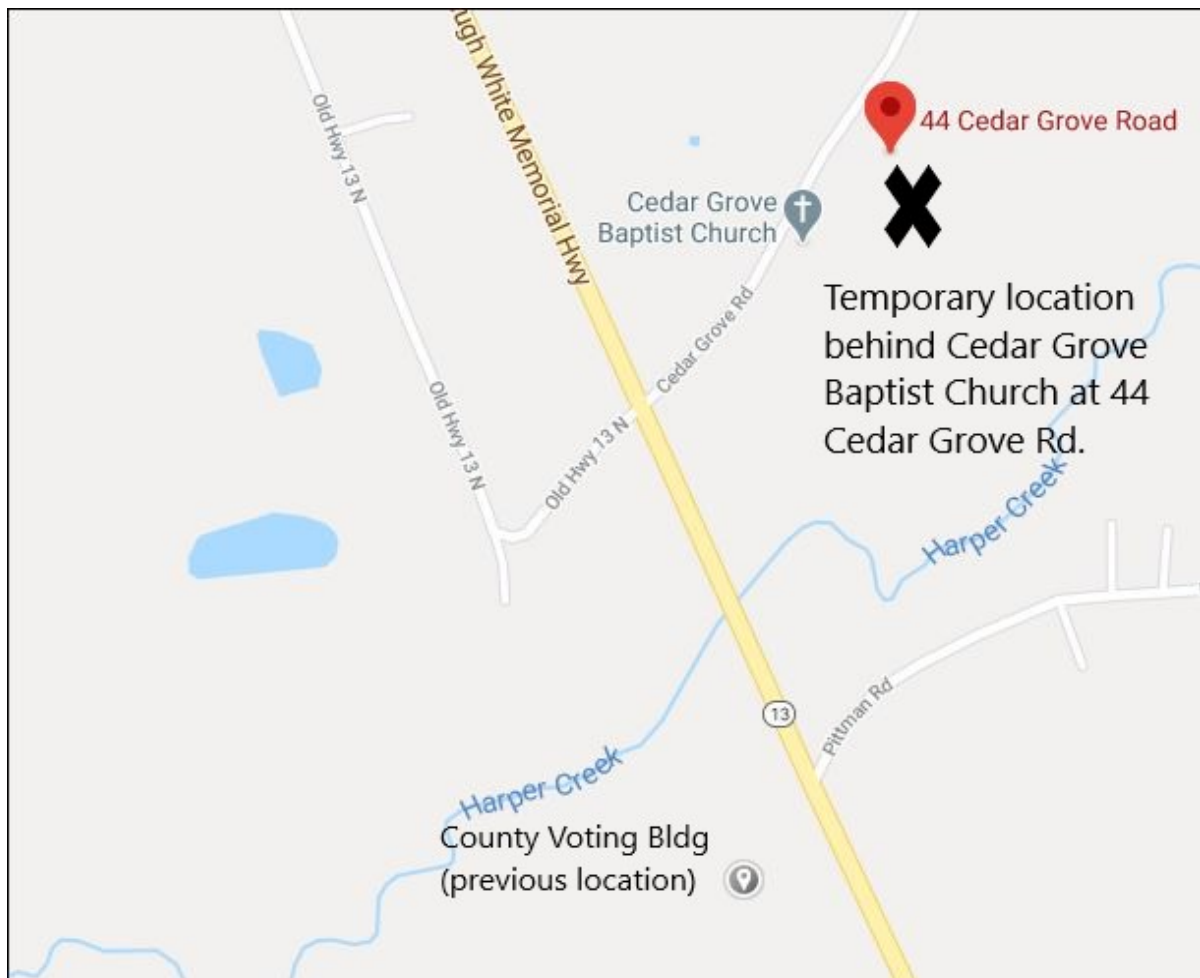 ugh White Memorial Hwy
Old Hwy 13 N
44 Cedar Grove Road
Cedar Grove
Baptist Church
Temporary location
behind Cedar Grove
Baptist Church at 44
Cedar Grove Rd.
Cedar Grove Rd
Old Hwy 13 N
Old Hwy 13 N
Harper Creek
13
Pittman Rd
Harper Creek
County Voting Bldg
(previous location)